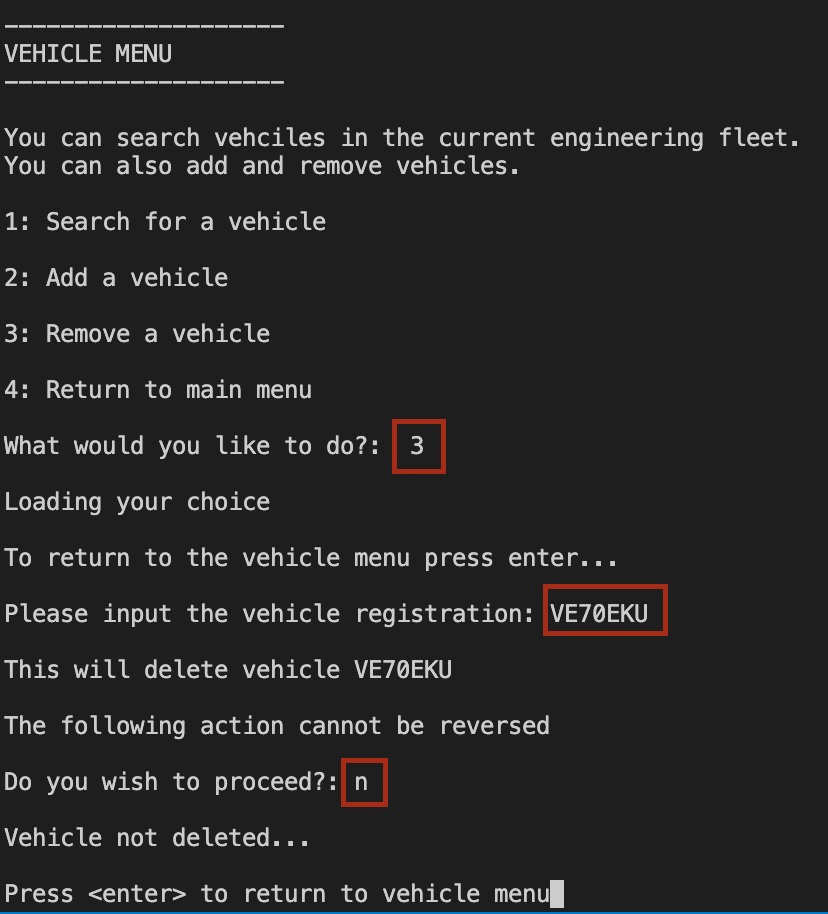 --------------------
VEHICLE MENU
--------------------
You can search vehciles in the current engineering fleet.
You can also add and remove vehicles.
1: Search for a vehicle
2: Add a vehicle
3: Remove a vehicle
4: Return to main menu
What would you like to do?: 3
Loading your choice
To return to the vehicle menu press enter...
Please input the vehicle registration: VE70EKU
This will delete vehicle VE70EKU
The following action cannot be reversed
Do you wish to proceed?: n
Vehicle not deleted...
Press <enter> to return to vehicle menu